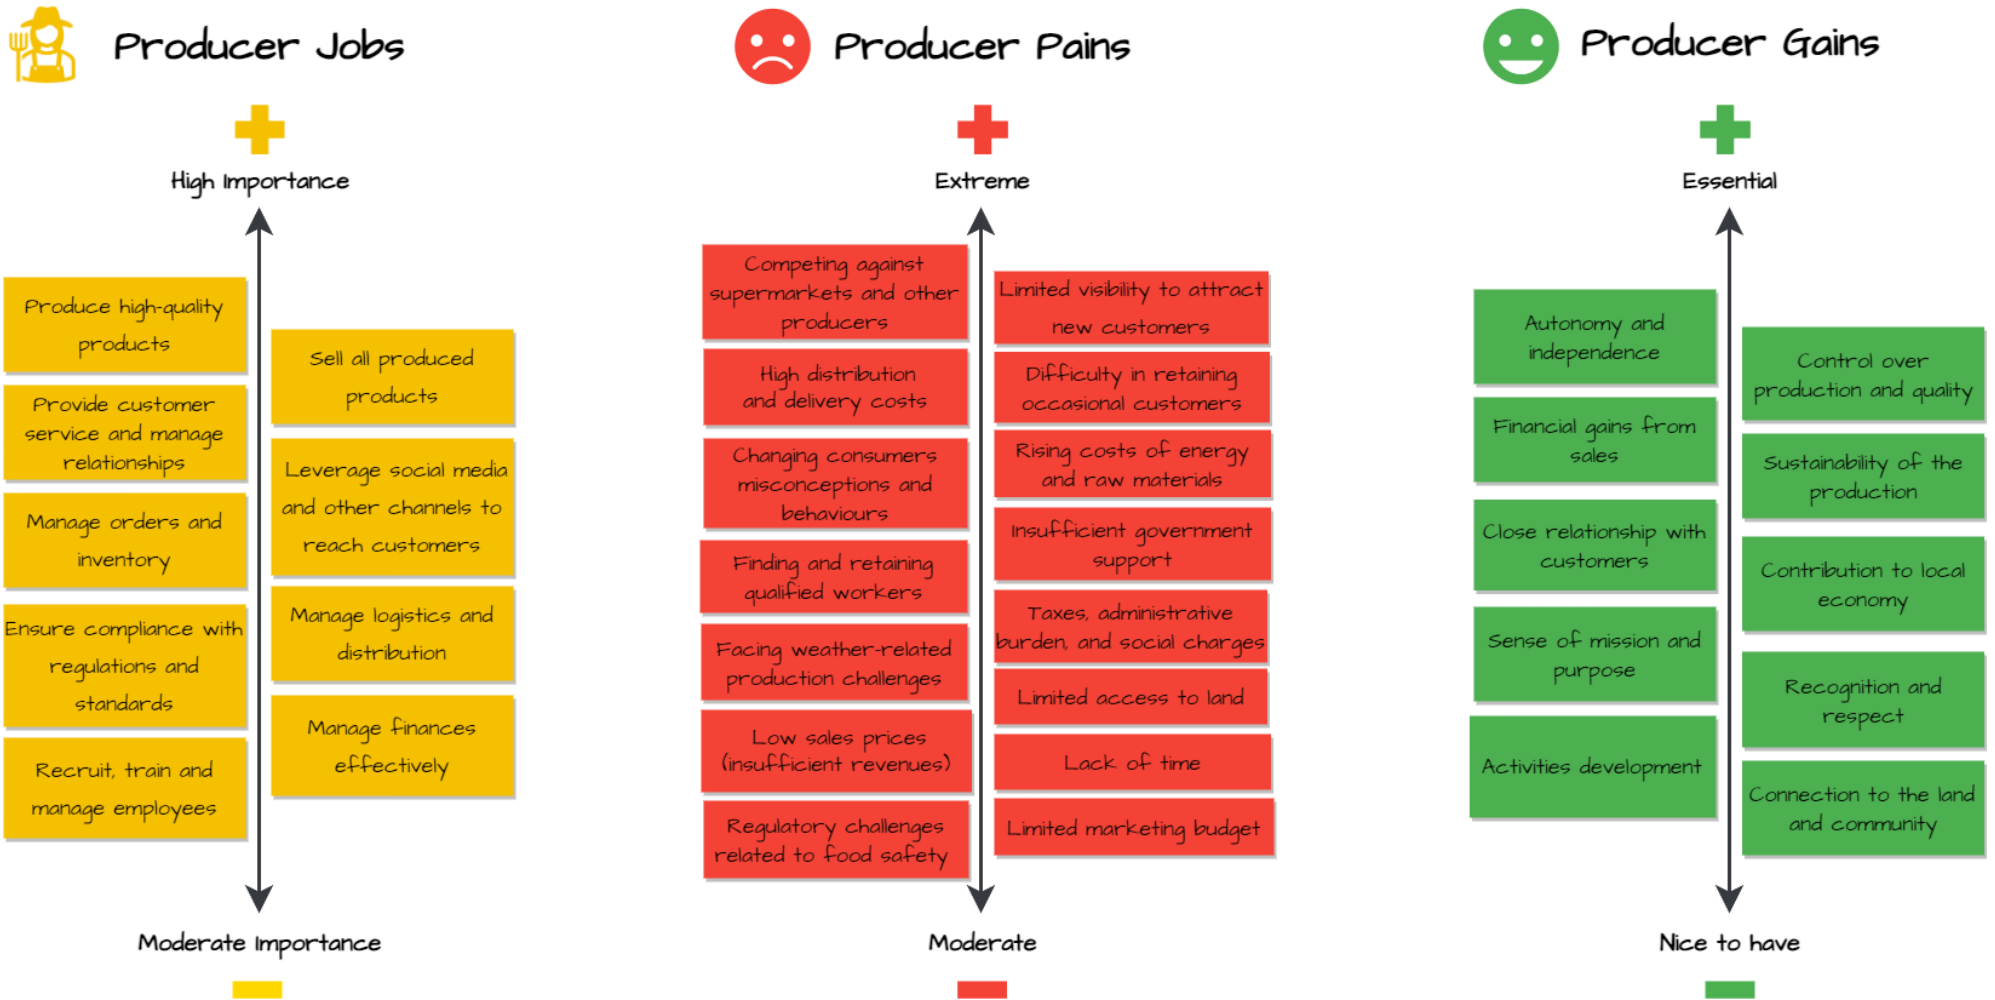 Producer Jobs
High Importance
Produce high-quality
products
Sell all produced
products
Provide customer
service and manage
relationships
Leverage social media
and other channels to
reach customers
Manage orders and
inventory
Manage logistics and
distribution
Ensure compliance with
regulations and
standards
Manage finances
effectively
Recruit, train and
manage employees
Moderate Importance
Producer Pains
Extreme
Competing against
supermarkets and other
producers
Limited visibility to attract
new customers
High distribution
and delivery costs
Difficulty in retaining
occasional customers
Changing consumers
misconceptions and
behaviours
Rising costs of energy
and raw materials
Insufficient government
support
Finding and retaining
qualified workers
Taxes, administrative
burden, and social charges
Facing weather-related
production challenges
Limited access to land
Low sales prices
(insufficient revenues)
Lack of time
Regulatory challenges
related to food safety
Limited marketing budget
Moderate
Producer Gains
Essential
Autonomy and
independence
Control over
production and quality
Financial gains from
sales
Sustainability of the
production
Close relationship with
customers
Contribution to local
economy
Sense of mission and
purpose
Recognition and
respect
Activities development
Connection to the land
and community
Nice to have